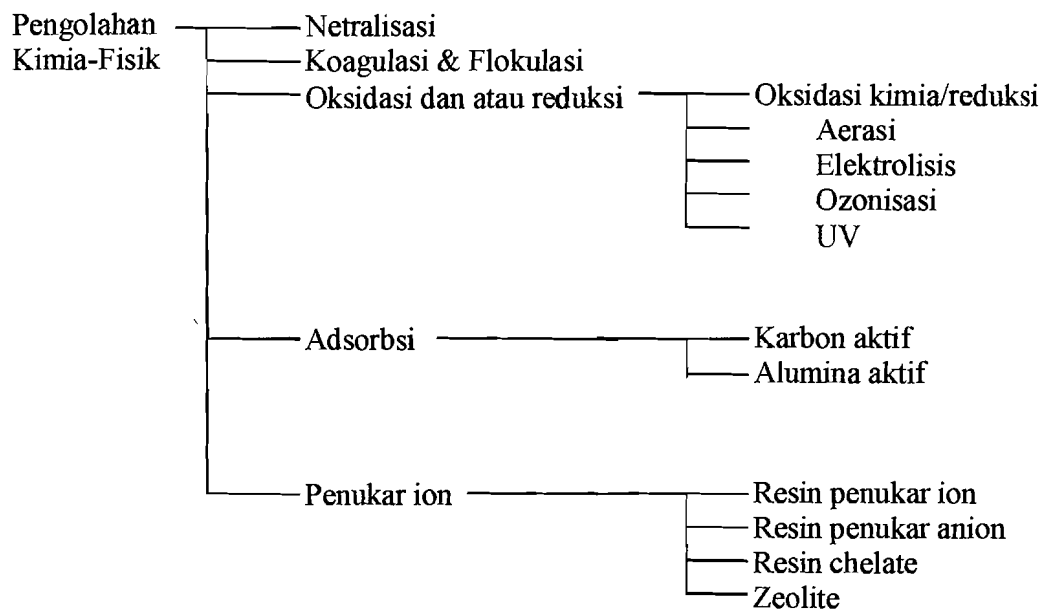 Pengolahan
Kimia-Fisik
Netralisasi
Koagulasi & Flokulasi
Oksidasi dan atau reduksi
Oksidasi kimia/reduksi
Aerasi
Elektrolisis
Ozonisasi
UV
Adsorbsi
Karbon aktif
Alumina aktif
Penukar ion
Resin penukar ion
Resin penukar anion
Resin chelate
Zeolite